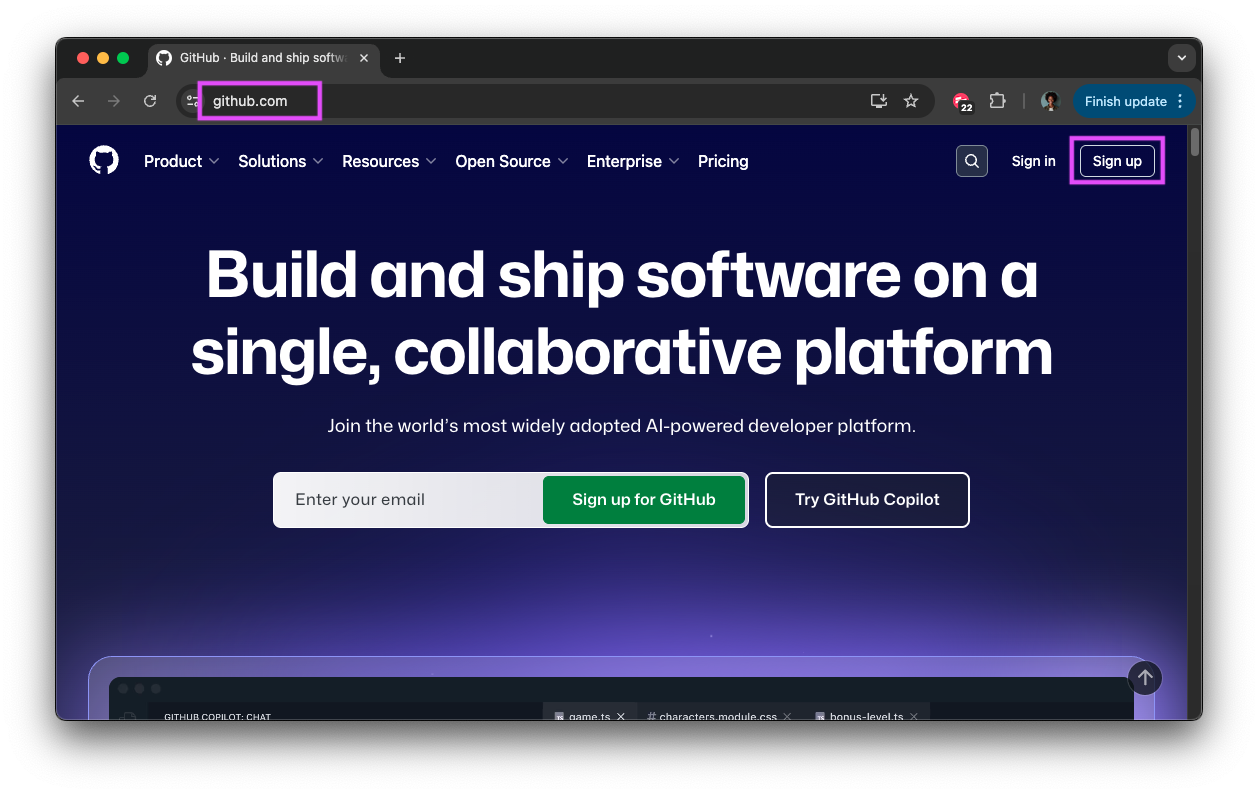 GitHub · Build and ship softw
github.com
22
Finish update
Product
Solutions
Resources
Open Source
Enterprise
Pricing
Sign in
Sign up
Build and ship software on a
single, collaborative platform
Join the world's most widely adopted AI-powered developer platform.
Enter your email
Sign up for GitHub
Try GitHub Copilot
GITHUB COPILOT: CHAT
TS game.ts
# characters.module.css
TS bonus-level.ts